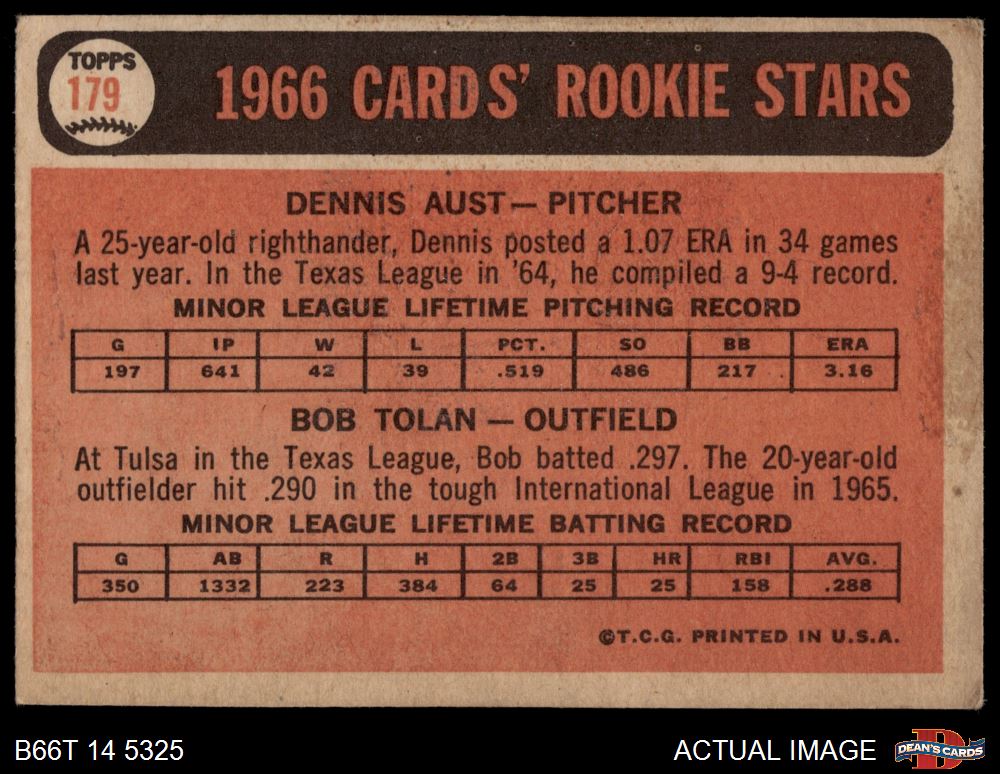 TOPPS
179
1966 CARDS' ROOKIE STARS
DENNIS AUST — PITCHER
A 25-year-old righthander, Dennis posted a 1.07 ERA in 34 games
last year. In the Texas League in '64, he compiled a 9-4 record.
MINOR LEAGUE LIFETIME PITCHING RECORD
G IP W L PCT. SO BB ERA
197 641 42 39 .519 486 217 3.16
BOB TOLAN — OUTFIELD
At Tulsa in the Texas League, Bob batted .297. The 20-year-old
outfielder hit .290 in the tough International League in 1965.
MINOR LEAGUE LIFETIME BATTING RECORD
G AB R H 2B 3B HR RBI AVG.
350 1332 223 384 64 25 25 158 .288
©T.C.G. PRINTED IN U.S.A.
B66T 14 5325
ACTUAL IMAGE
D
DEAN'S CARDS